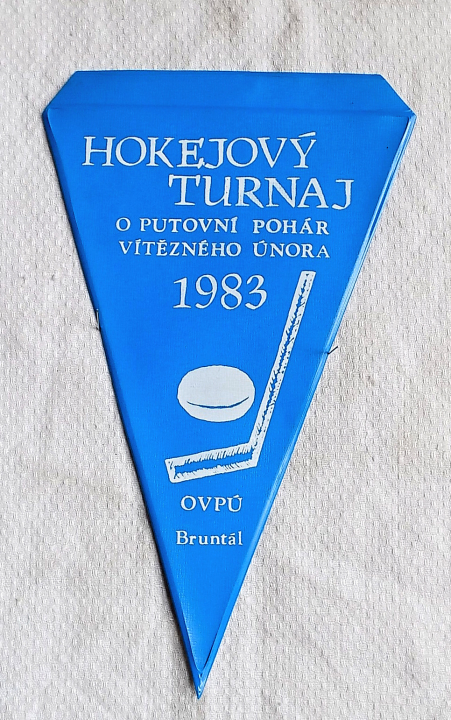 HOKEJOVÝ
TURNAJ
O PUTOVNÍ POHÁR
VÍTĚZNÉHO ÚNORA
1983
OVPÚ
Bruntál